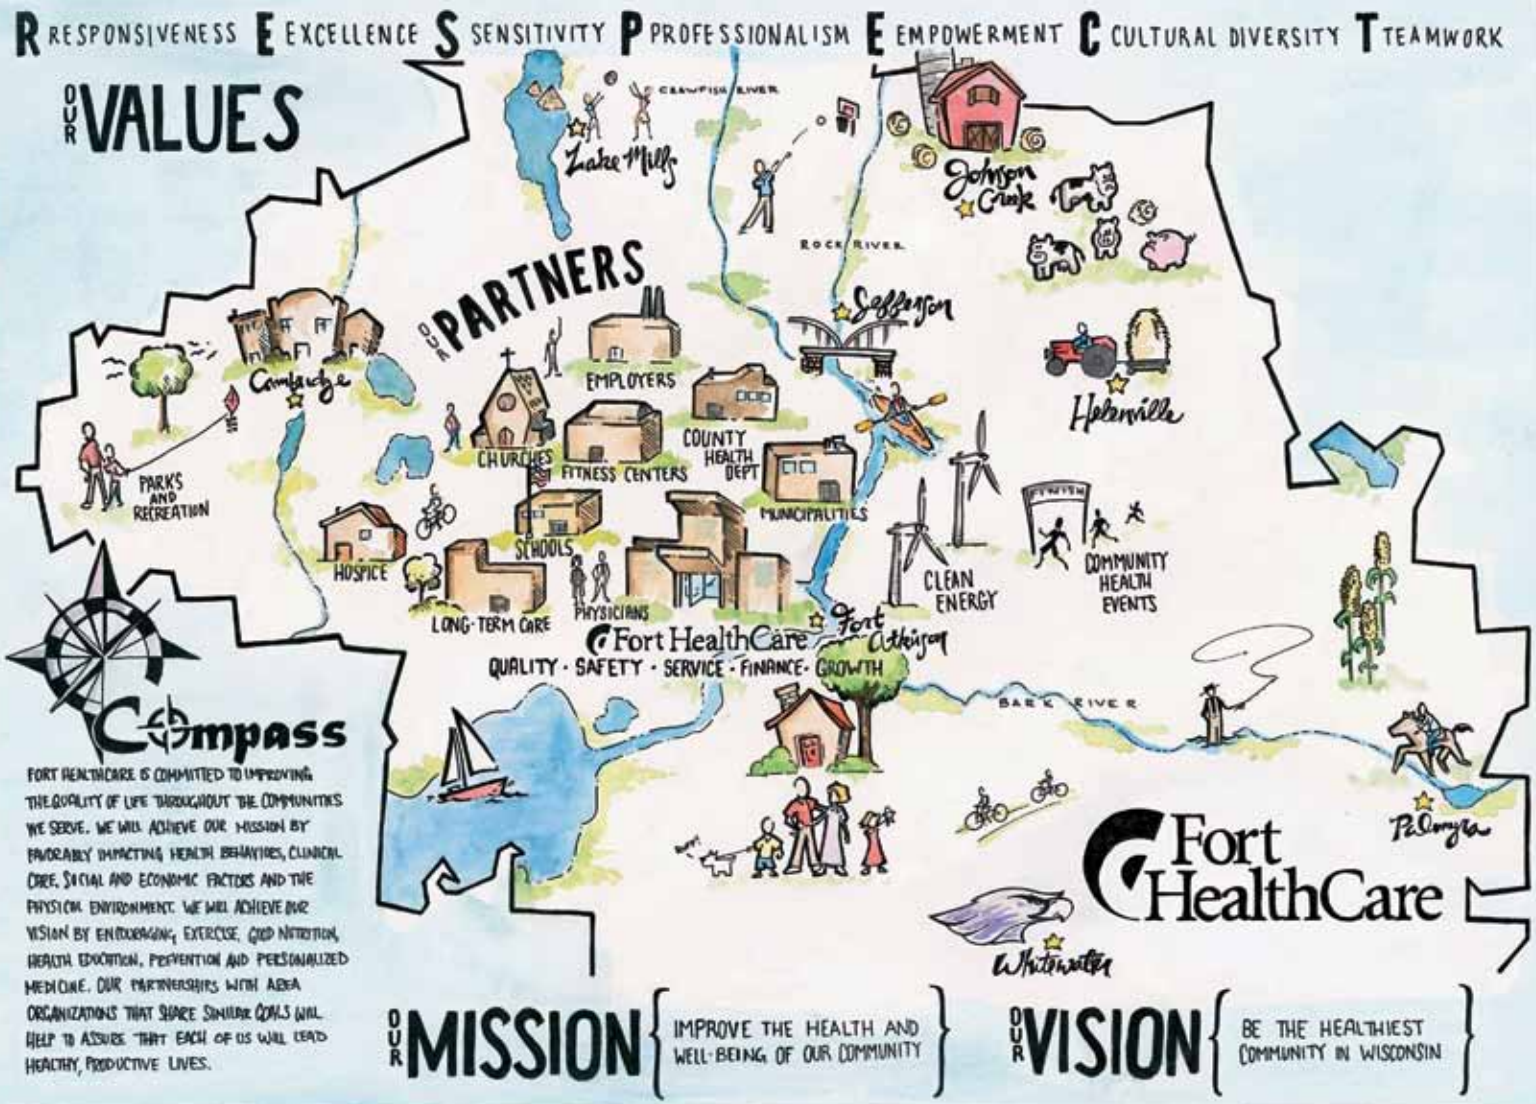 R RESPONSIVENESS E EXCELLENCE S SENSITIVITY P PROFESSIONALISM E EMPOWERMENT C CULTURAL DIVERSITY T TEAMWORK
OUR VALUES
CRAWFISH RIVER
Lake Mills
Johnson
Creek
ROCK RIVER
OUR PARTNERS
Jefferson
EMPLOYERS
Cambridge
Helenville
CHURCHES
FITNESS CENTERS
COUNTY
HEALTH
DEPT
PARKS
AND
RECREATION
MUNICIPALITIES
FINISH
SCHOOLS
HOSPICE
CLEAN
ENERGY
COMMUNITY
HEALTH
EVENTS
LONG-TERM CARE
PHYSICIANS
Fort HealthCare
Fort
Atkinson
QUALITY · SAFETY · SERVICE · FINANCE · GROWTH
BARK RIVER
Compass
FORT HEALTHCARE IS COMMITTED TO IMPROVING
THE QUALITY OF LIFE THROUGHOUT THE COMMUNITIES
WE SERVE. WE WILL ACHIEVE OUR MISSION BY
FAVORABLY IMPACTING HEALTH BEHAVIORS, CLINICAL
CARE, SOCIAL AND ECONOMIC FACTORS AND THE
PHYSICAL ENVIRONMENT. WE WILL ACHIEVE OUR
VISION BY ENCOURAGING EXERCISE, GOOD NUTRITION,
HEALTH EDUCATION, PREVENTION AND PERSONALIZED
MEDICINE. OUR PARTNERSHIPS WITH AREA
ORGANIZATIONS THAT SHARE SIMILAR GOALS WILL
HELP TO ASSURE THAT EACH OF US WILL LEAD
HEALTHY, PRODUCTIVE LIVES.
Palmyra
Fort
HealthCare
Whitewater
OUR MISSION
IMPROVE THE HEALTH AND
WELL-BEING OF OUR COMMUNITY
OUR VISION
BE THE HEALTHIEST
COMMUNITY IN WISCONSIN